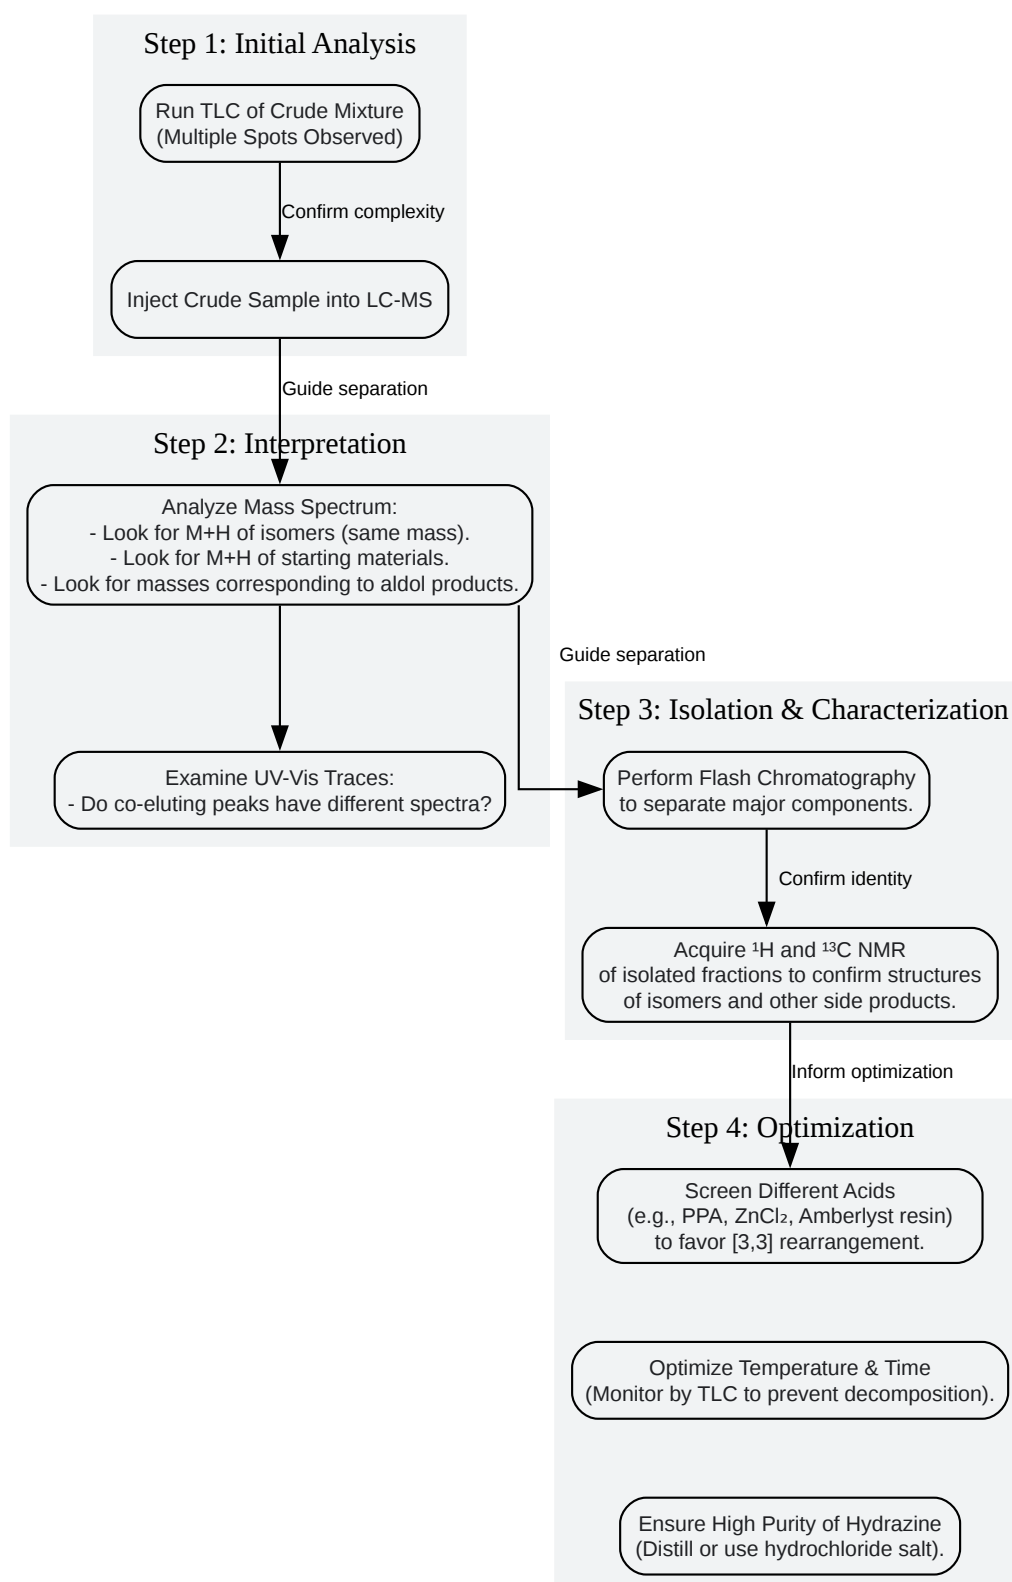 Step 1: Initial Analysis
Run TLC of Crude Mixture
(Multiple Spots Observed)
Confirm complexity
Inject Crude Sample into LC-MS
Guide separation
Step 2: Interpretation
Analyze Mass Spectrum:
- Look for M+H of isomers (same mass).
- Look for M+H of starting materials.
- Look for masses corresponding to aldol products.
Examine UV-Vis Traces:
- Do co-eluting peaks have different spectra?
Guide separation
Step 3: Isolation & Characterization
Perform Flash Chromatography
to separate major components.
Confirm identity
Acquire ¹H and ¹³C NMR
of isolated fractions to confirm structures
of isomers and other side products.
Inform optimization
Step 4: Optimization
Screen Different Acids
(e.g., PPA, ZnCl₂, Amberlyst resin)
to favor [3,3] rearrangement.
Optimize Temperature & Time
(Monitor by TLC to prevent decomposition).
Ensure High Purity of Hydrazine
(Distill or use hydrochloride salt).